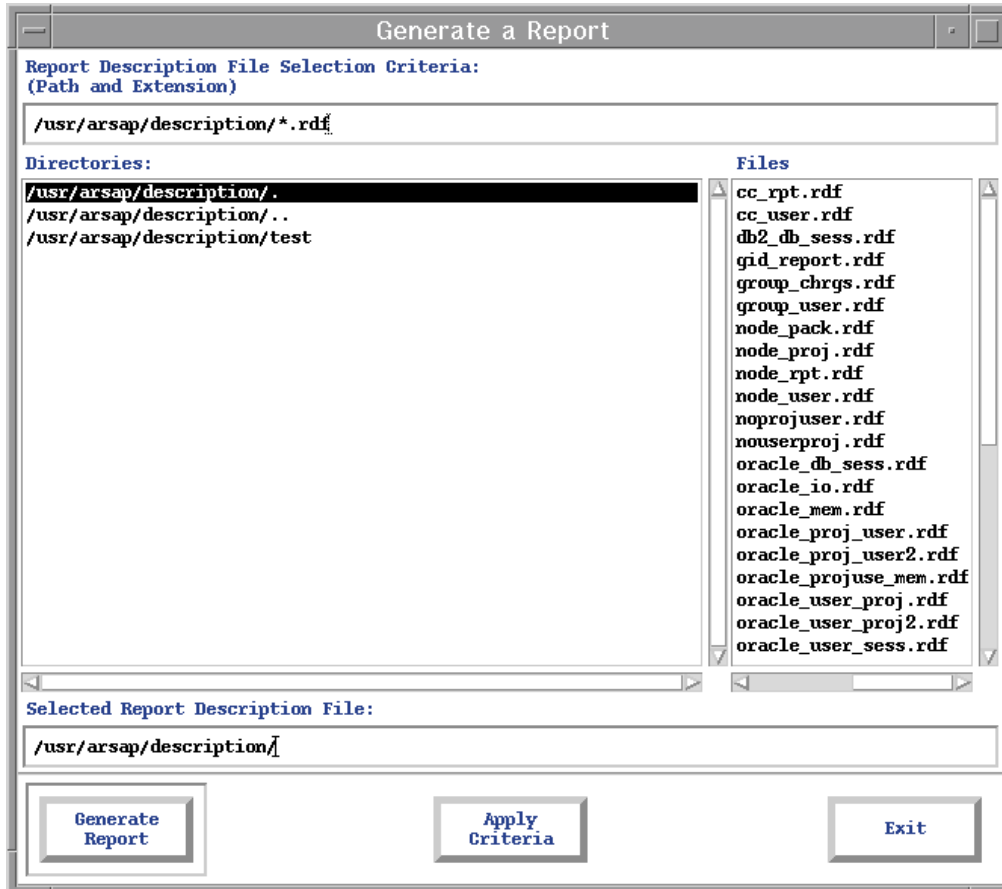 Generate a Report
Report Description File Selection Criteria:
(Path and Extension)
/usr/arsap/description/*.rdf
Directories:
/usr/arsap/description/.
/usr/arsap/description/..
/usr/arsap/description/test
Files
cc_rpt.rdf
cc_user.rdf
db2_db_sess.rdf
gid_report.rdf
group_chrgs.rdf
group_user.rdf
node_pack.rdf
node_proj.rdf
node_rpt.rdf
node_user.rdf
noprojuser.rdf
nouserproj.rdf
oracle_db_sess.rdf
oracle_io.rdf
oracle_mem.rdf
oracle_proj_user.rdf
oracle_proj_user2.rdf
oracle_projuse_mem.rdf
oracle_user_proj.rdf
oracle_user_proj2.rdf
oracle_user_sess.rdf
Selected Report Description File:
/usr/arsap/description/
Generate
Report
Apply
Criteria
Exit